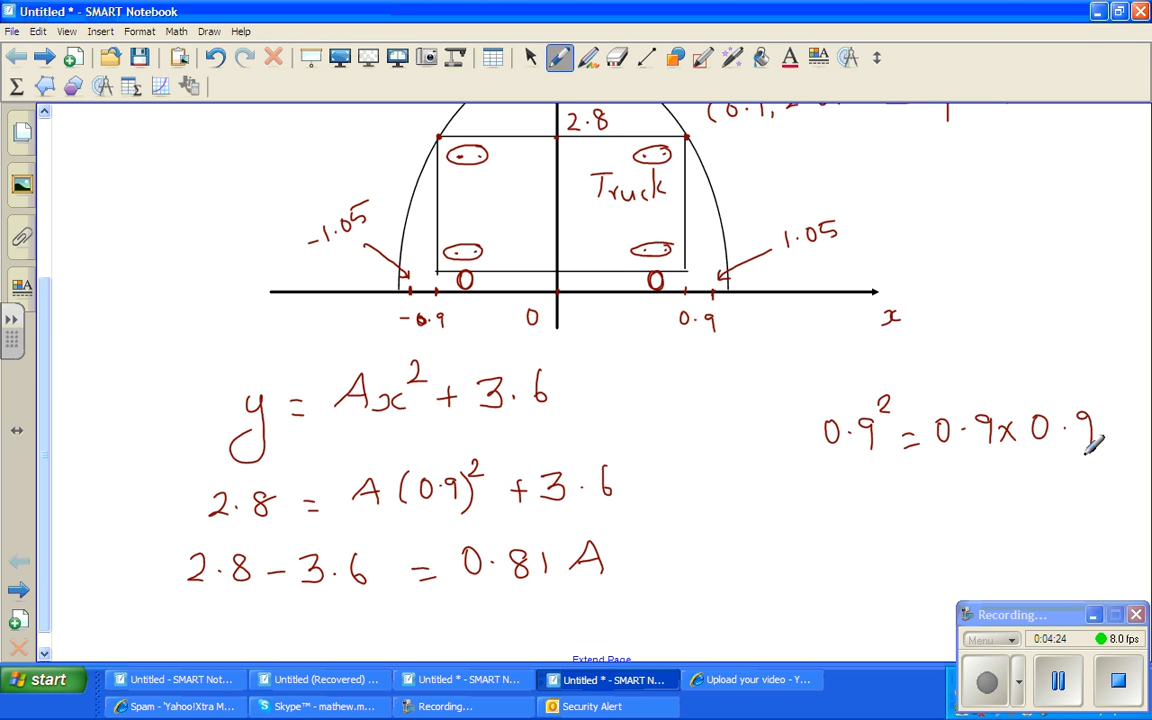 Untitled * - SMART Notebook
File Edit View Insert Format Math Draw Help
2.8
Truck
-1.05
1.05
-0.9
0
0.9
x
y = Ax² + 3.6
0.9² = 0.9 x 0.9
2.8 = A(0.9)² + 3.6
2.8 - 3.6 = 0.81 A
Extend Page
Recording...
Menu
0:04:24
8.0 fps
start
Untitled - SMART Not...
Untitled (Recovered) ...
Untitled * - SMART N...
Untitled * - SMART N...
Upload your video - Y...
Spam - 'Yahoo!Xtra M...
Skype™ - mathew.m...
Recording...
Security Alert